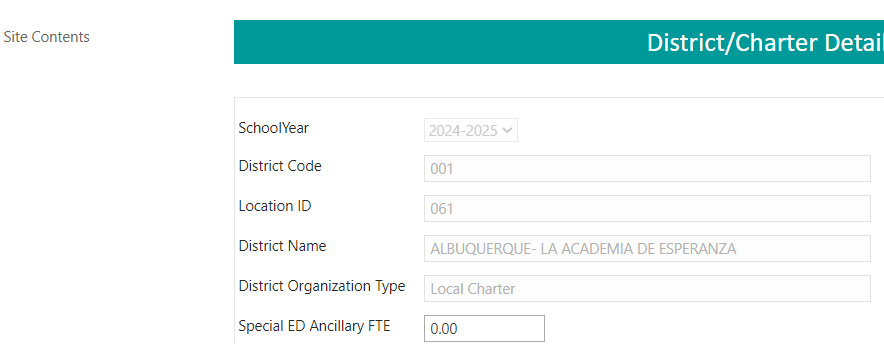 Site Contents
District/Charter Detail
SchoolYear 2024-2025
District Code 001
Location ID 061
District Name ALBUQUERQUE- LA ACADEMIA DE ESPERANZA
District Organization Type Local Charter
Special ED Ancillary FTE 0.00